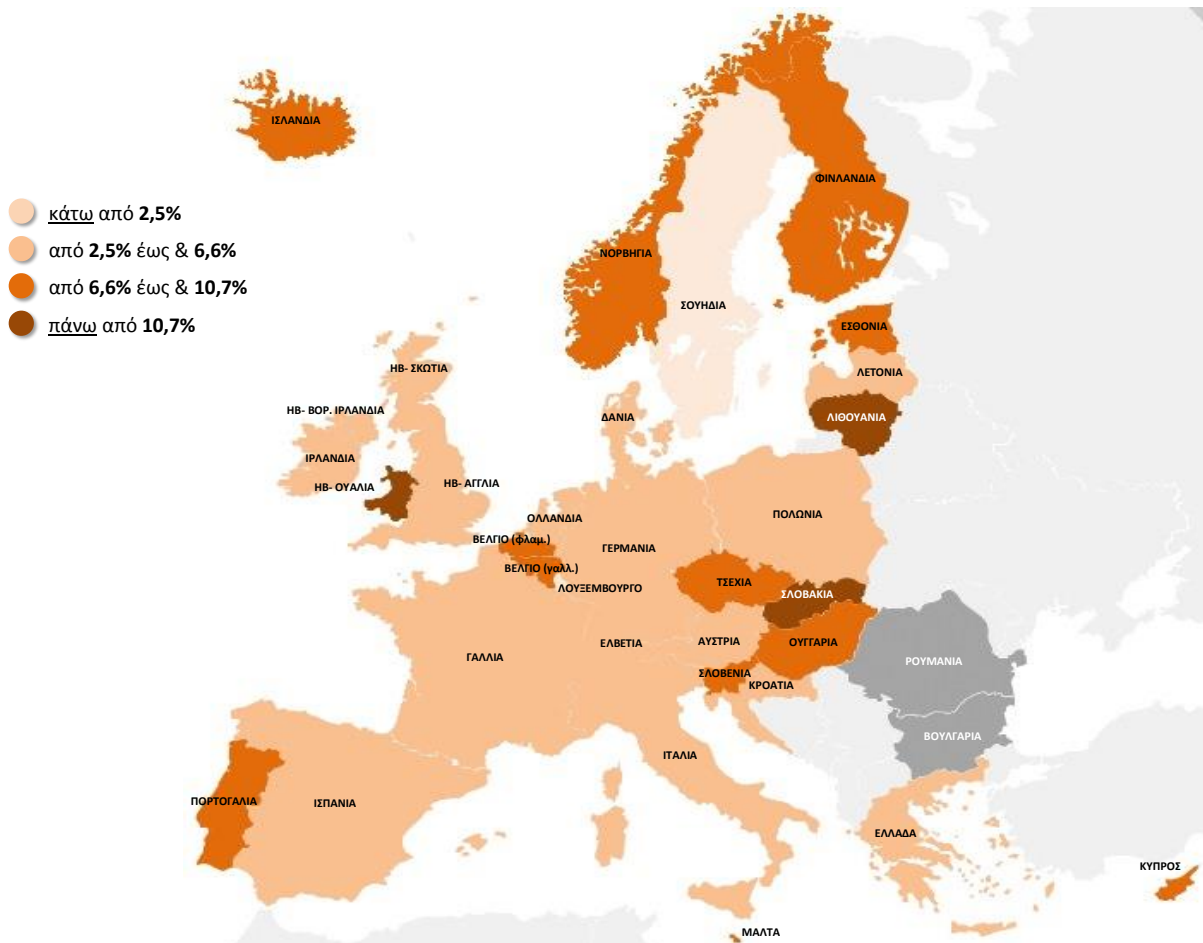 ΙΣΛΑΝΔΙΑ
κάτω από 2,5%
από 2,5% έως & 6,6%
από 6,6% έως & 10,7%
πάνω από 10,7%
ΦΙΝΛΑΝΔΙΑ
ΝΟΡΒΗΓΙΑ
ΣΟΥΗΔΙΑ
ΕΣΘΟΝΙΑ
ΛΕΤΟΝΙΑ
ΛΙΘΟΥΑΝΙΑ
ΗΒ- ΣΚΩΤΙΑ
ΗΒ- ΒΟΡ. ΙΡΛΑΝΔΙΑ
ΔΑΝΙΑ
ΙΡΛΑΝΔΙΑ
ΗΒ- ΟΥΑΛΙΑ
ΗΒ- ΑΓΓΛΙΑ
ΟΛΛΑΝΔΙΑ
ΠΟΛΩΝΙΑ
ΒΕΛΓΙΟ (φλαμ.)
ΓΕΡΜΑΝΙΑ
ΒΕΛΓΙΟ (γαλλ.)
ΛΟΥΞΕΜΒΟΥΡΓΟ
ΤΣΕΧΙΑ
ΣΛΟΒΑΚΙΑ
ΓΑΛΛΙΑ
ΕΛΒΕΤΙΑ
ΑΥΣΤΡΙΑ
ΟΥΓΓΑΡΙΑ
ΣΛΟΒΕΝΙΑ
ΚΡΟΑΤΙΑ
ΡΟΥΜΑΝΙΑ
ΒΟΥΛΓΑΡΙΑ
ΙΤΑΛΙΑ
ΠΟΡΤΟΓΑΛΙΑ
ΙΣΠΑΝΙΑ
ΕΛΛΑΔΑ
ΚΥΠΡΟΣ
ΜΑΛΤΑ